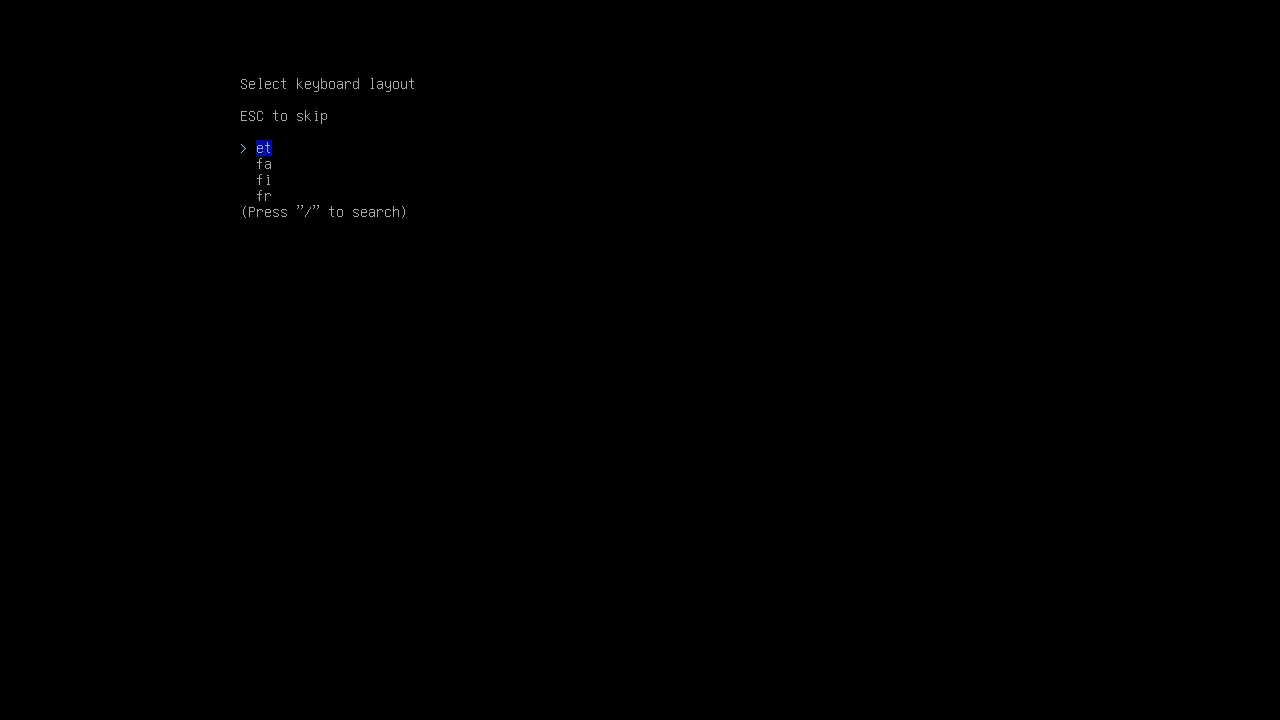 Select keyboard layout
ESC to skip
> et
fa
fi
fr
(Press "/" to search)